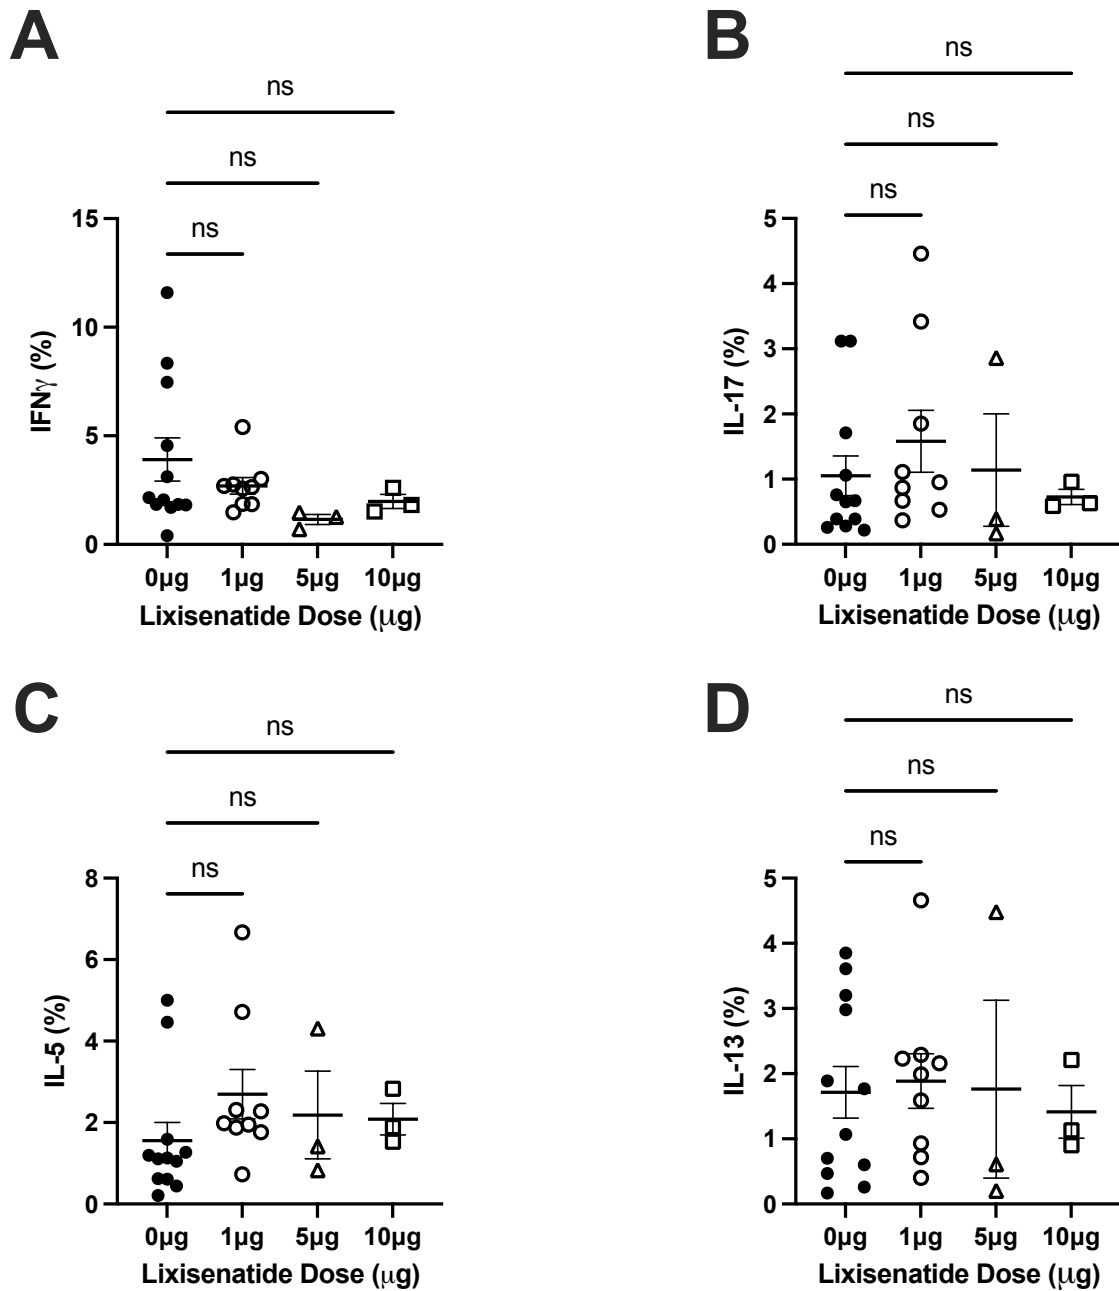 A
ns
ns
ns
15
10
5
0
IFNγ (%)
0µg 1µg 5µg 10µg
Lixisenatide Dose (µg)
B
ns
ns
ns
5
4
3
2
1
0
IL-17 (%)
0µg 1µg 5µg 10µg
Lixisenatide Dose (µg)
C
ns
ns
ns
8
6
4
2
0
IL-5 (%)
0µg 1µg 5µg 10µg
Lixisenatide Dose (µg)
D
ns
ns
ns
5
4
3
2
1
0
IL-13 (%)
0µg 1µg 5µg 10µg
Lixisenatide Dose (µg)